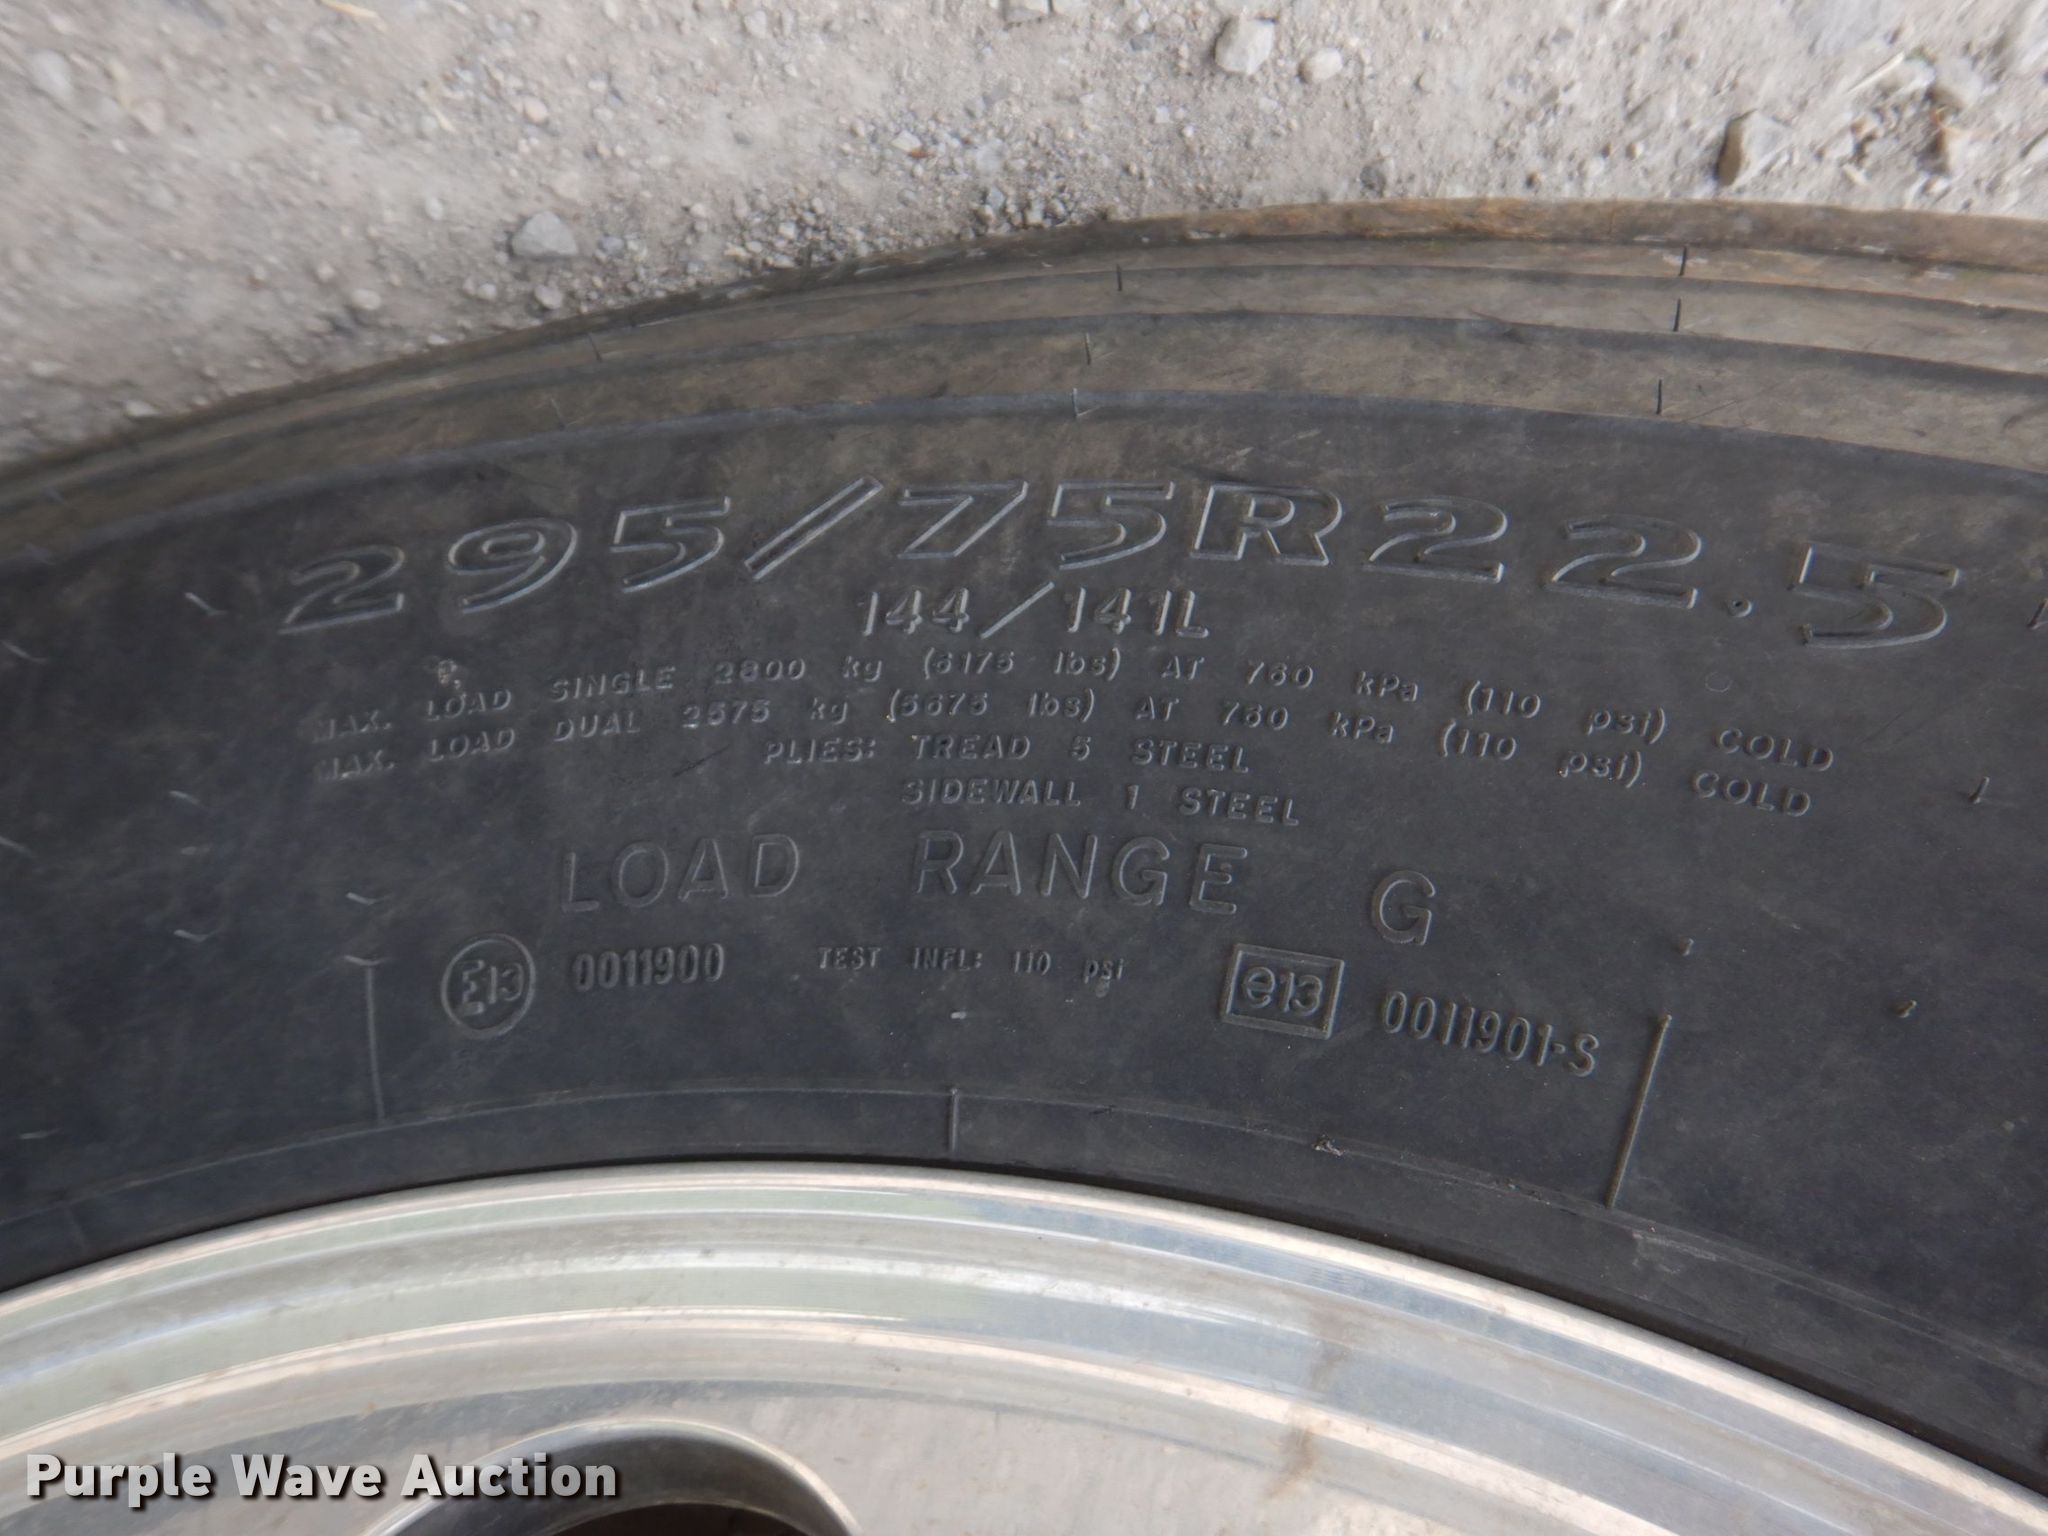 295/75R22.5
144/141L
MAX. LOAD SINGLE 2800 kg (6175 lbs) AT 760 kPa (110 psi) COLD
MAX. LOAD DUAL 2575 kg (5675 lbs) AT 760 kPa (110 psi) COLD
PLIES: TREAD 5 STEEL
SIDEWALL 1 STEEL
LOAD RANGE G
E13 0011900 TEST INFL: 110 psi e13 0011901-S
Purple Wave Auction